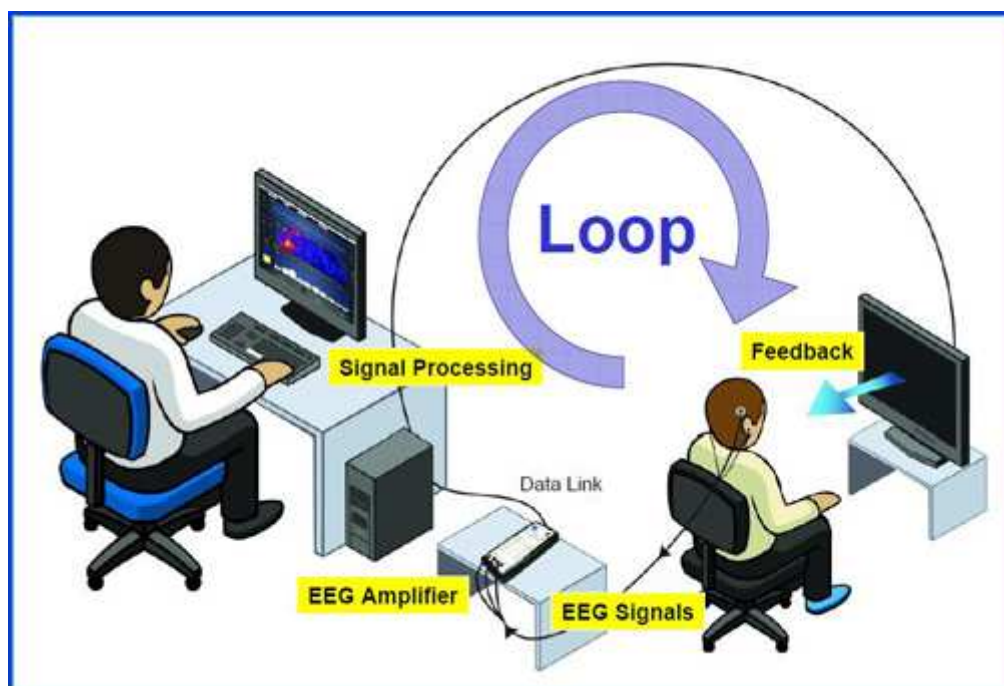 Loop
Signal Processing
Feedback
Data Link
EEG Amplifier
EEG Signals